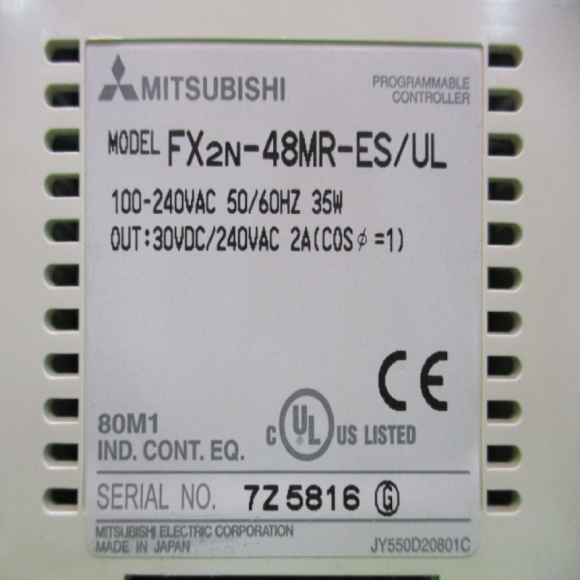 MITSUBISHI
PROGRAMMABLE
CONTROLLER
MODEL FX2N-48MR-ES/UL
100-240VAC 50/60HZ 35W
OUT:30VDC/240VAC 2A(COSφ=1)
CE
80M1
IND. CONT. EQ.
C UL US LISTED
SERIAL NO. 7Z5816 G
MITSUBISHI ELECTRIC CORPORATION
MADE IN JAPAN
JY550D20801C